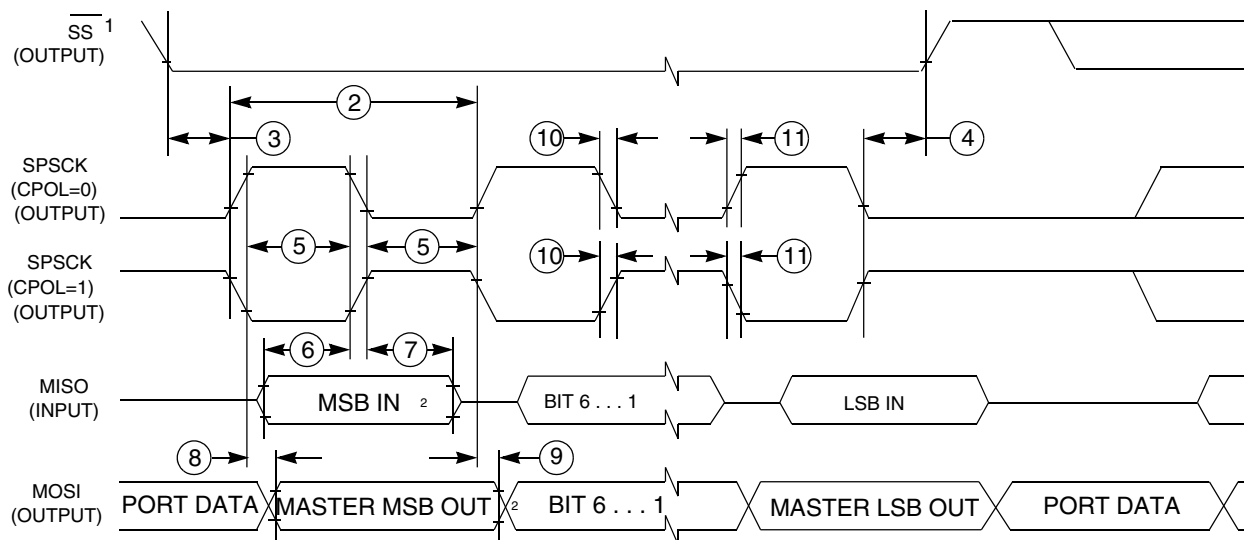 SS 1
(OUTPUT)
2
3
10
11
4
SPSCK
(CPOL=0)
(OUTPUT)
5
5
SPSCK
(CPOL=1)
(OUTPUT)
10
11
6
7
MISO
(INPUT)
MSB IN 2
BIT 6 . . . 1
LSB IN
8
9
MOSI
(OUTPUT)
PORT DATA
MASTER MSB OUT 2
BIT 6 . . . 1
MASTER LSB OUT
PORT DATA